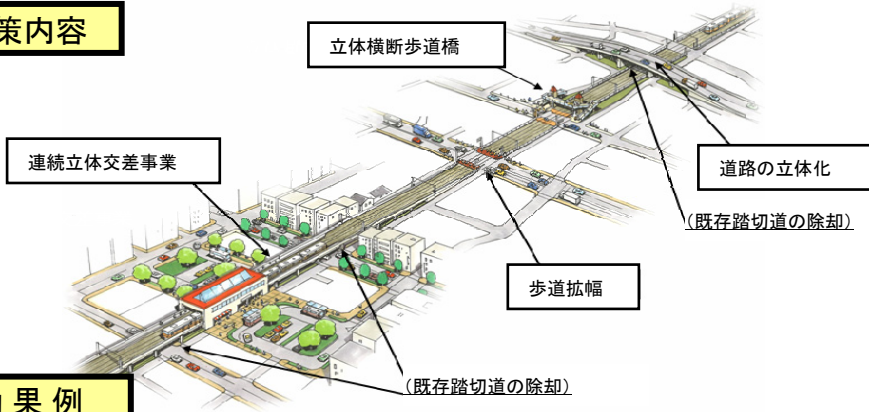 策内容
立体横断歩道橋
連続立体交差事業
道路の立体化
(既存踏切道の除却)
歩道拡幅
(既存踏切道の除却)
果 例